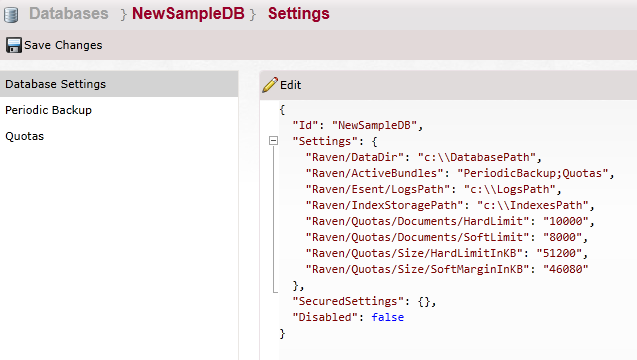 Databases } NewSampleDB } Settings
Save Changes
Database Settings
Periodic Backup
Quotas
Edit
{
"Id": "NewSampleDB",
"Settings": {
"Raven/DataDir": "c:\\DatabasePath",
"Raven/ActiveBundles": "PeriodicBackup;Quotas",
"Raven/Esent/LogsPath": "c:\\LogsPath",
"Raven/IndexStoragePath": "c:\\IndexesPath",
"Raven/Quotas/Documents/HardLimit": "10000",
"Raven/Quotas/Documents/SoftLimit": "8000",
"Raven/Quotas/Size/HardLimitInKB": "51200",
"Raven/Quotas/Size/SoftMarginInKB": "46080"
},
"SecuredSettings": {},
"Disabled": false
}